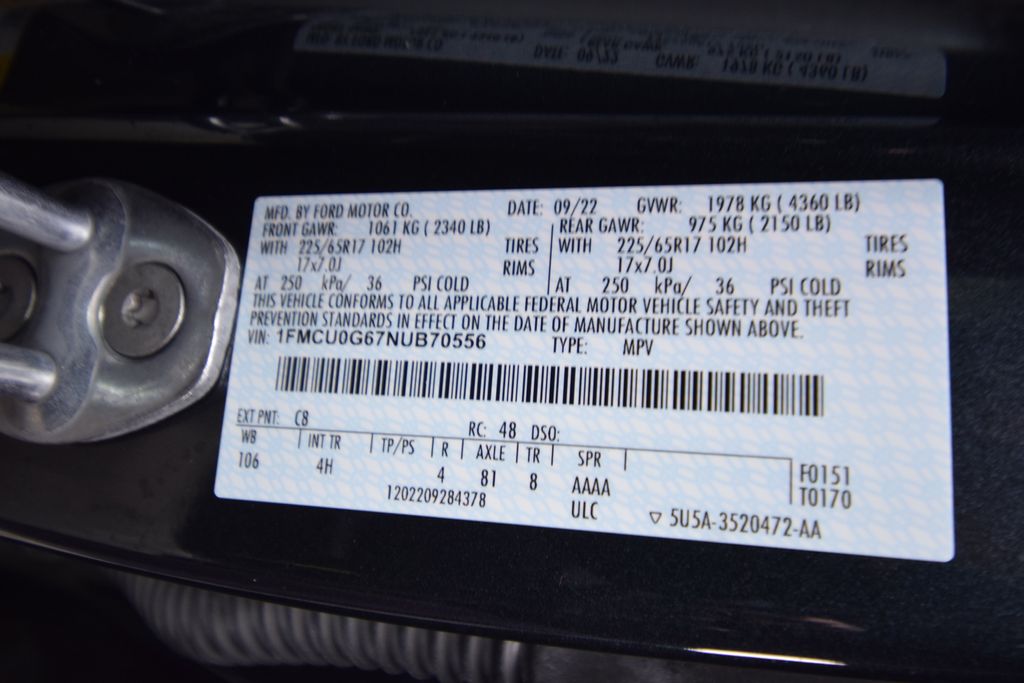 MFD. BY FORD MOTOR CO. DATE: 09/22 GVWR: 1978 KG ( 4360 LB)
FRONT GAWR: 1061 KG ( 2340 LB) REAR GAWR: 975 KG ( 2150 LB)
WITH 225/65R17 102H TIRES WITH 225/65R17 102H TIRES
17x7.0J RIMS 17x7.0J RIMS
AT 250 kPa/ 36 PSI COLD AT 250 kPa/ 36 PSI COLD
THIS VEHICLE CONFORMS TO ALL APPLICABLE FEDERAL MOTOR VEHICLE SAFETY AND THEFT
PREVENTION STANDARDS IN EFFECT ON THE DATE OF MANUFACTURE SHOWN ABOVE.
VIN: 1FMCU0G67NUB70556 TYPE: MPV
EXT PNT: C8 RC: 48 DSO:
WB INT TR TP/PS R AXLE TR SPR
106 4H 4 81 8 AAAA F0151
1202209284378 ULC T0170
▽ 5U5A-3520472-AA